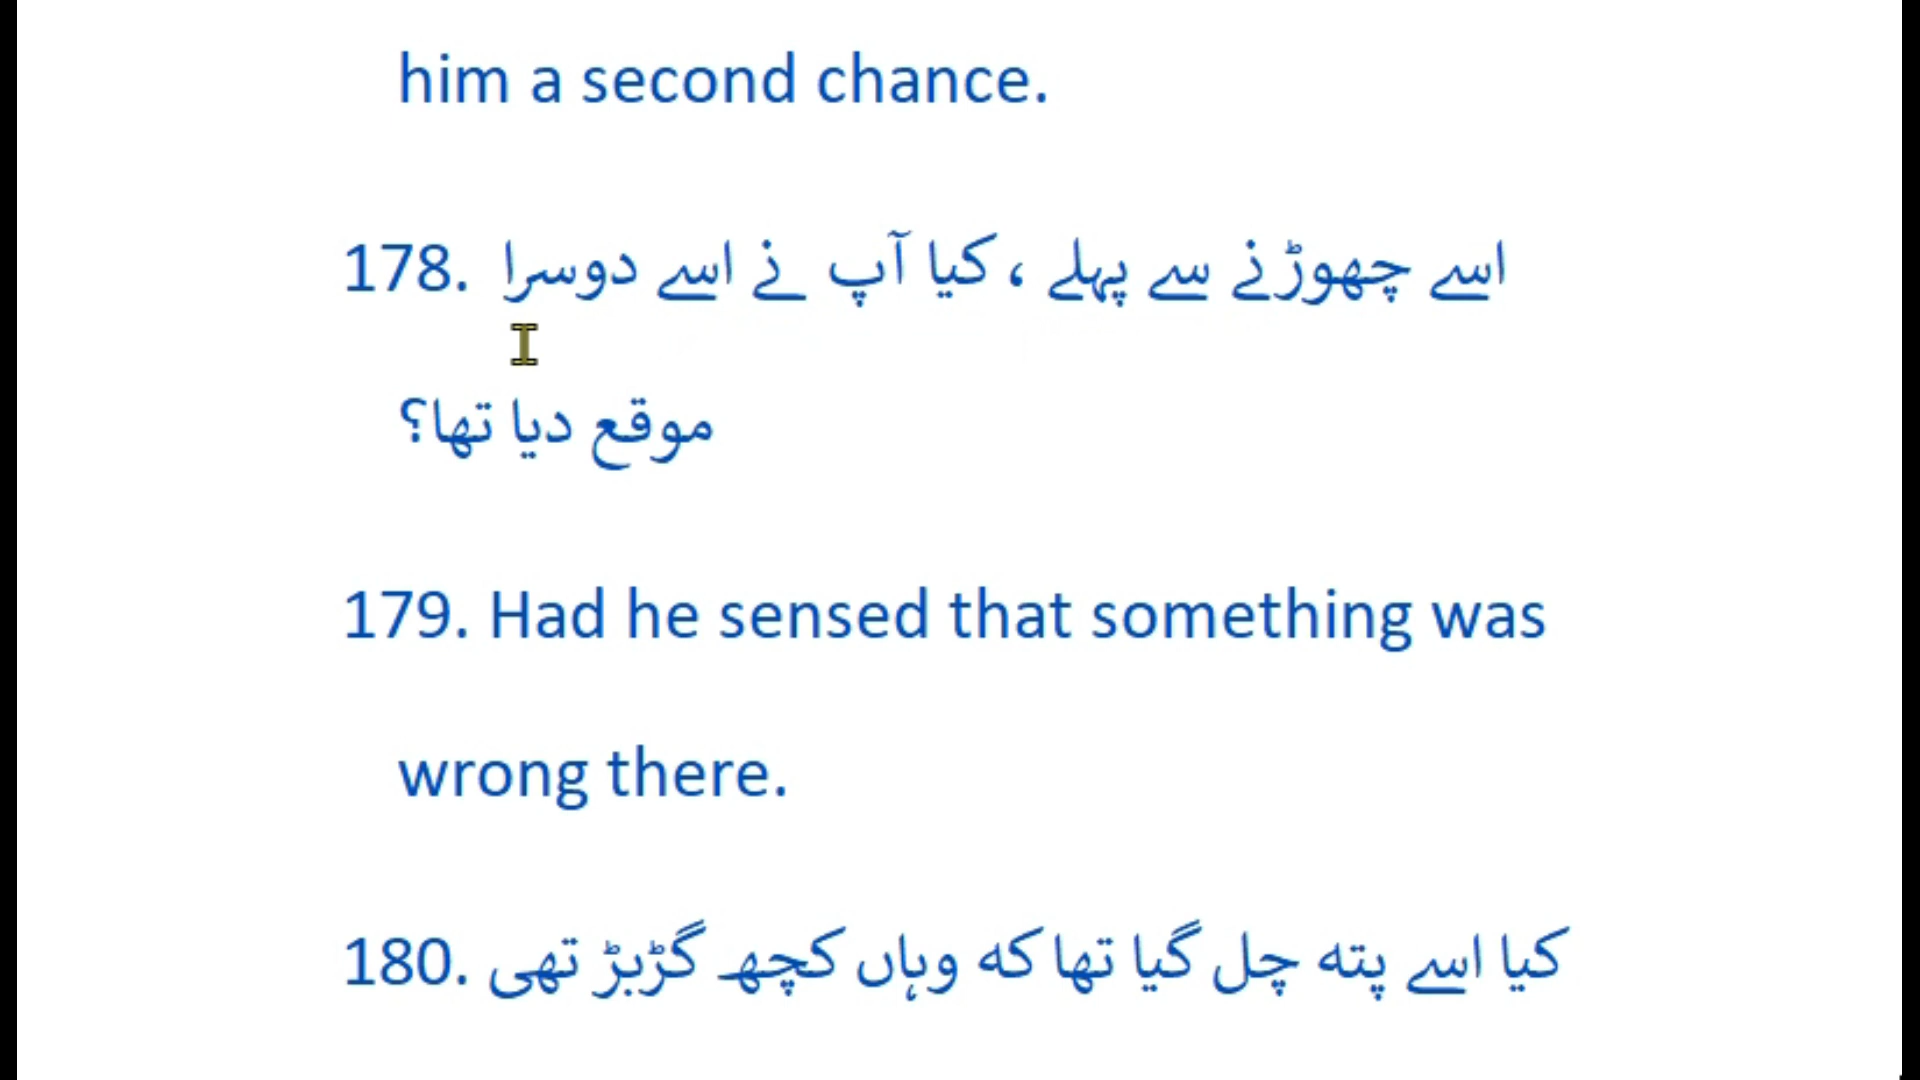 him a second chance.
178. اسے چھوڑنے سے پہلے ، کیا آپ نے اسے دوسرا
موقع دیا تھا؟
179. Had he sensed that something was
wrong there.
180. کیا اسے پتہ چل گیا تھا کہ وہاں کچھ گڑبڑ تھی